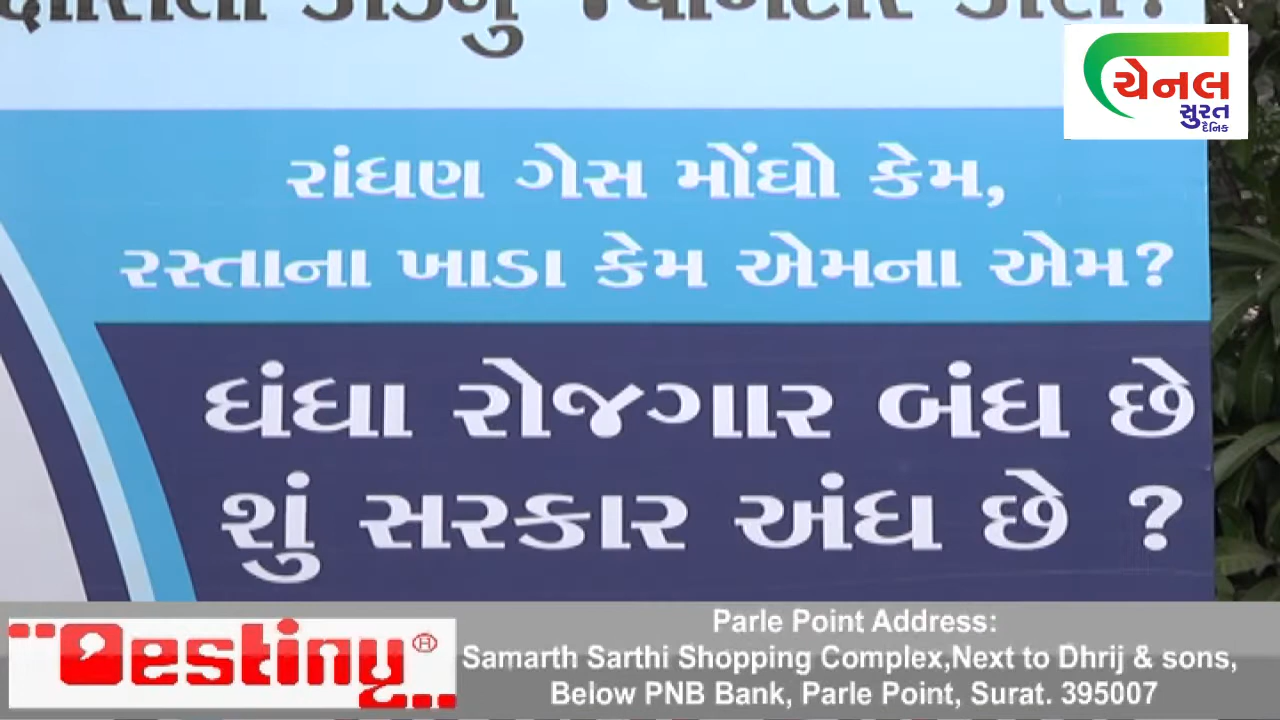 ચેનલ
સુરત
દૈનિક
રાંધણ ગેસ મોંઘો કેમ,
રસ્તાના ખાડા કેમ એમના એમ?
ધંધા રોજગાર બંધ છે
શું સરકાર અંધ છે ?
Destiny
Parle Point Address:
Samarth Sarthi Shopping Complex,Next to Dhrij & sons,
Below PNB Bank, Parle Point, Surat. 395007